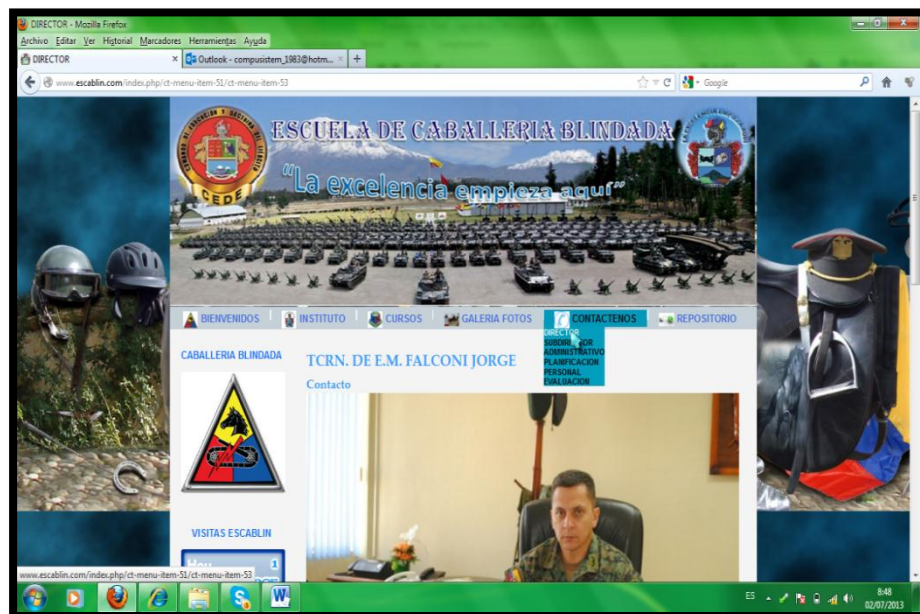 DIRECTOR - Mozilla Firefox
Archivo Editar Ver Historial Marcadores Herramientas Ayuda
DIRECTOR
Outlook - compusistem_1983@hotm...
www.escablin.com/index.php/ct-menu-item-51/ct-menu-item-53
Google
ESCUELA DE CABALLERIA BLINDADA
"La excelencia empieza aquí"
CEDE
BIENVENIDOS
INSTITUTO
CURSOS
GALERIA FOTOS
CONTACTENOS
REPOSITORIO
DIRECTOR
SUBDIRECTOR
ADMINISTRATIVO
PLANIFICACION
PERSONAL
EVALUACION
CABALLERIA BLINDADA
TCRN. DE E.M. FALCONI JORGE
Contacto
VISITAS ESCABLIN
Hoy 1
www.escablin.com/index.php/ct-menu-item-51/ct-menu-item-53
ES
8:48
02/07/2013